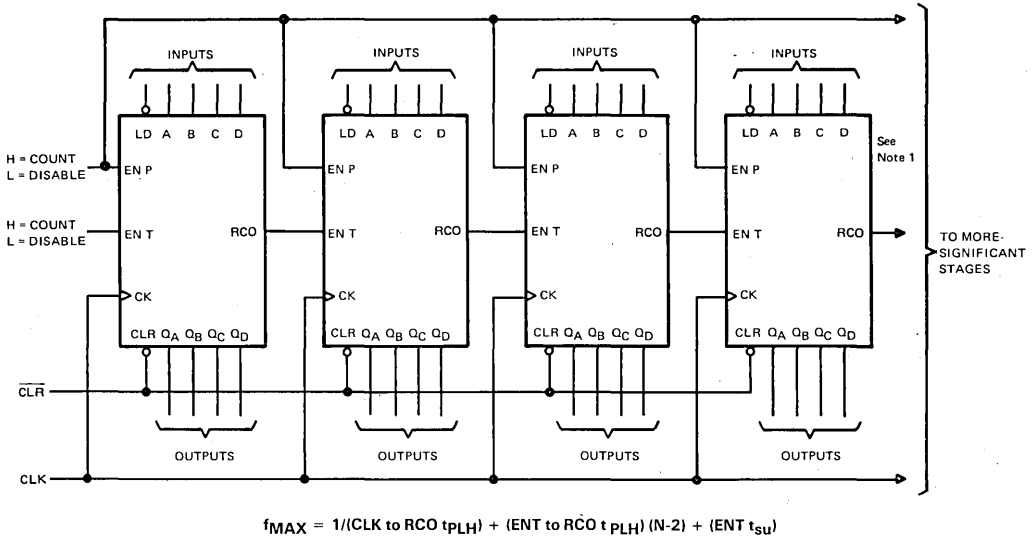 INPUTS INPUTS INPUTS INPUTS
LD A B C D LD A B C D LD A B C D LD A B C D
See
Note 1
H = COUNT
L = DISABLE
EN P EN P EN P EN P
H = COUNT
L = DISABLE
EN T RCO EN T RCO EN T RCO EN T RCO
TO MORE-
SIGNIFICANT
STAGES
CK CK CK CK
CLR QA QB QC QD CLR QA QB QC QD CLR QA QB QC QD CLR QA QB QC QD
C̅L̅R̅
OUTPUTS OUTPUTS OUTPUTS OUTPUTS
CLK
fMAX = 1/(CLK to RCO tPLH) + (ENT to RCO tPLH) (N-2) + (ENT tsu)